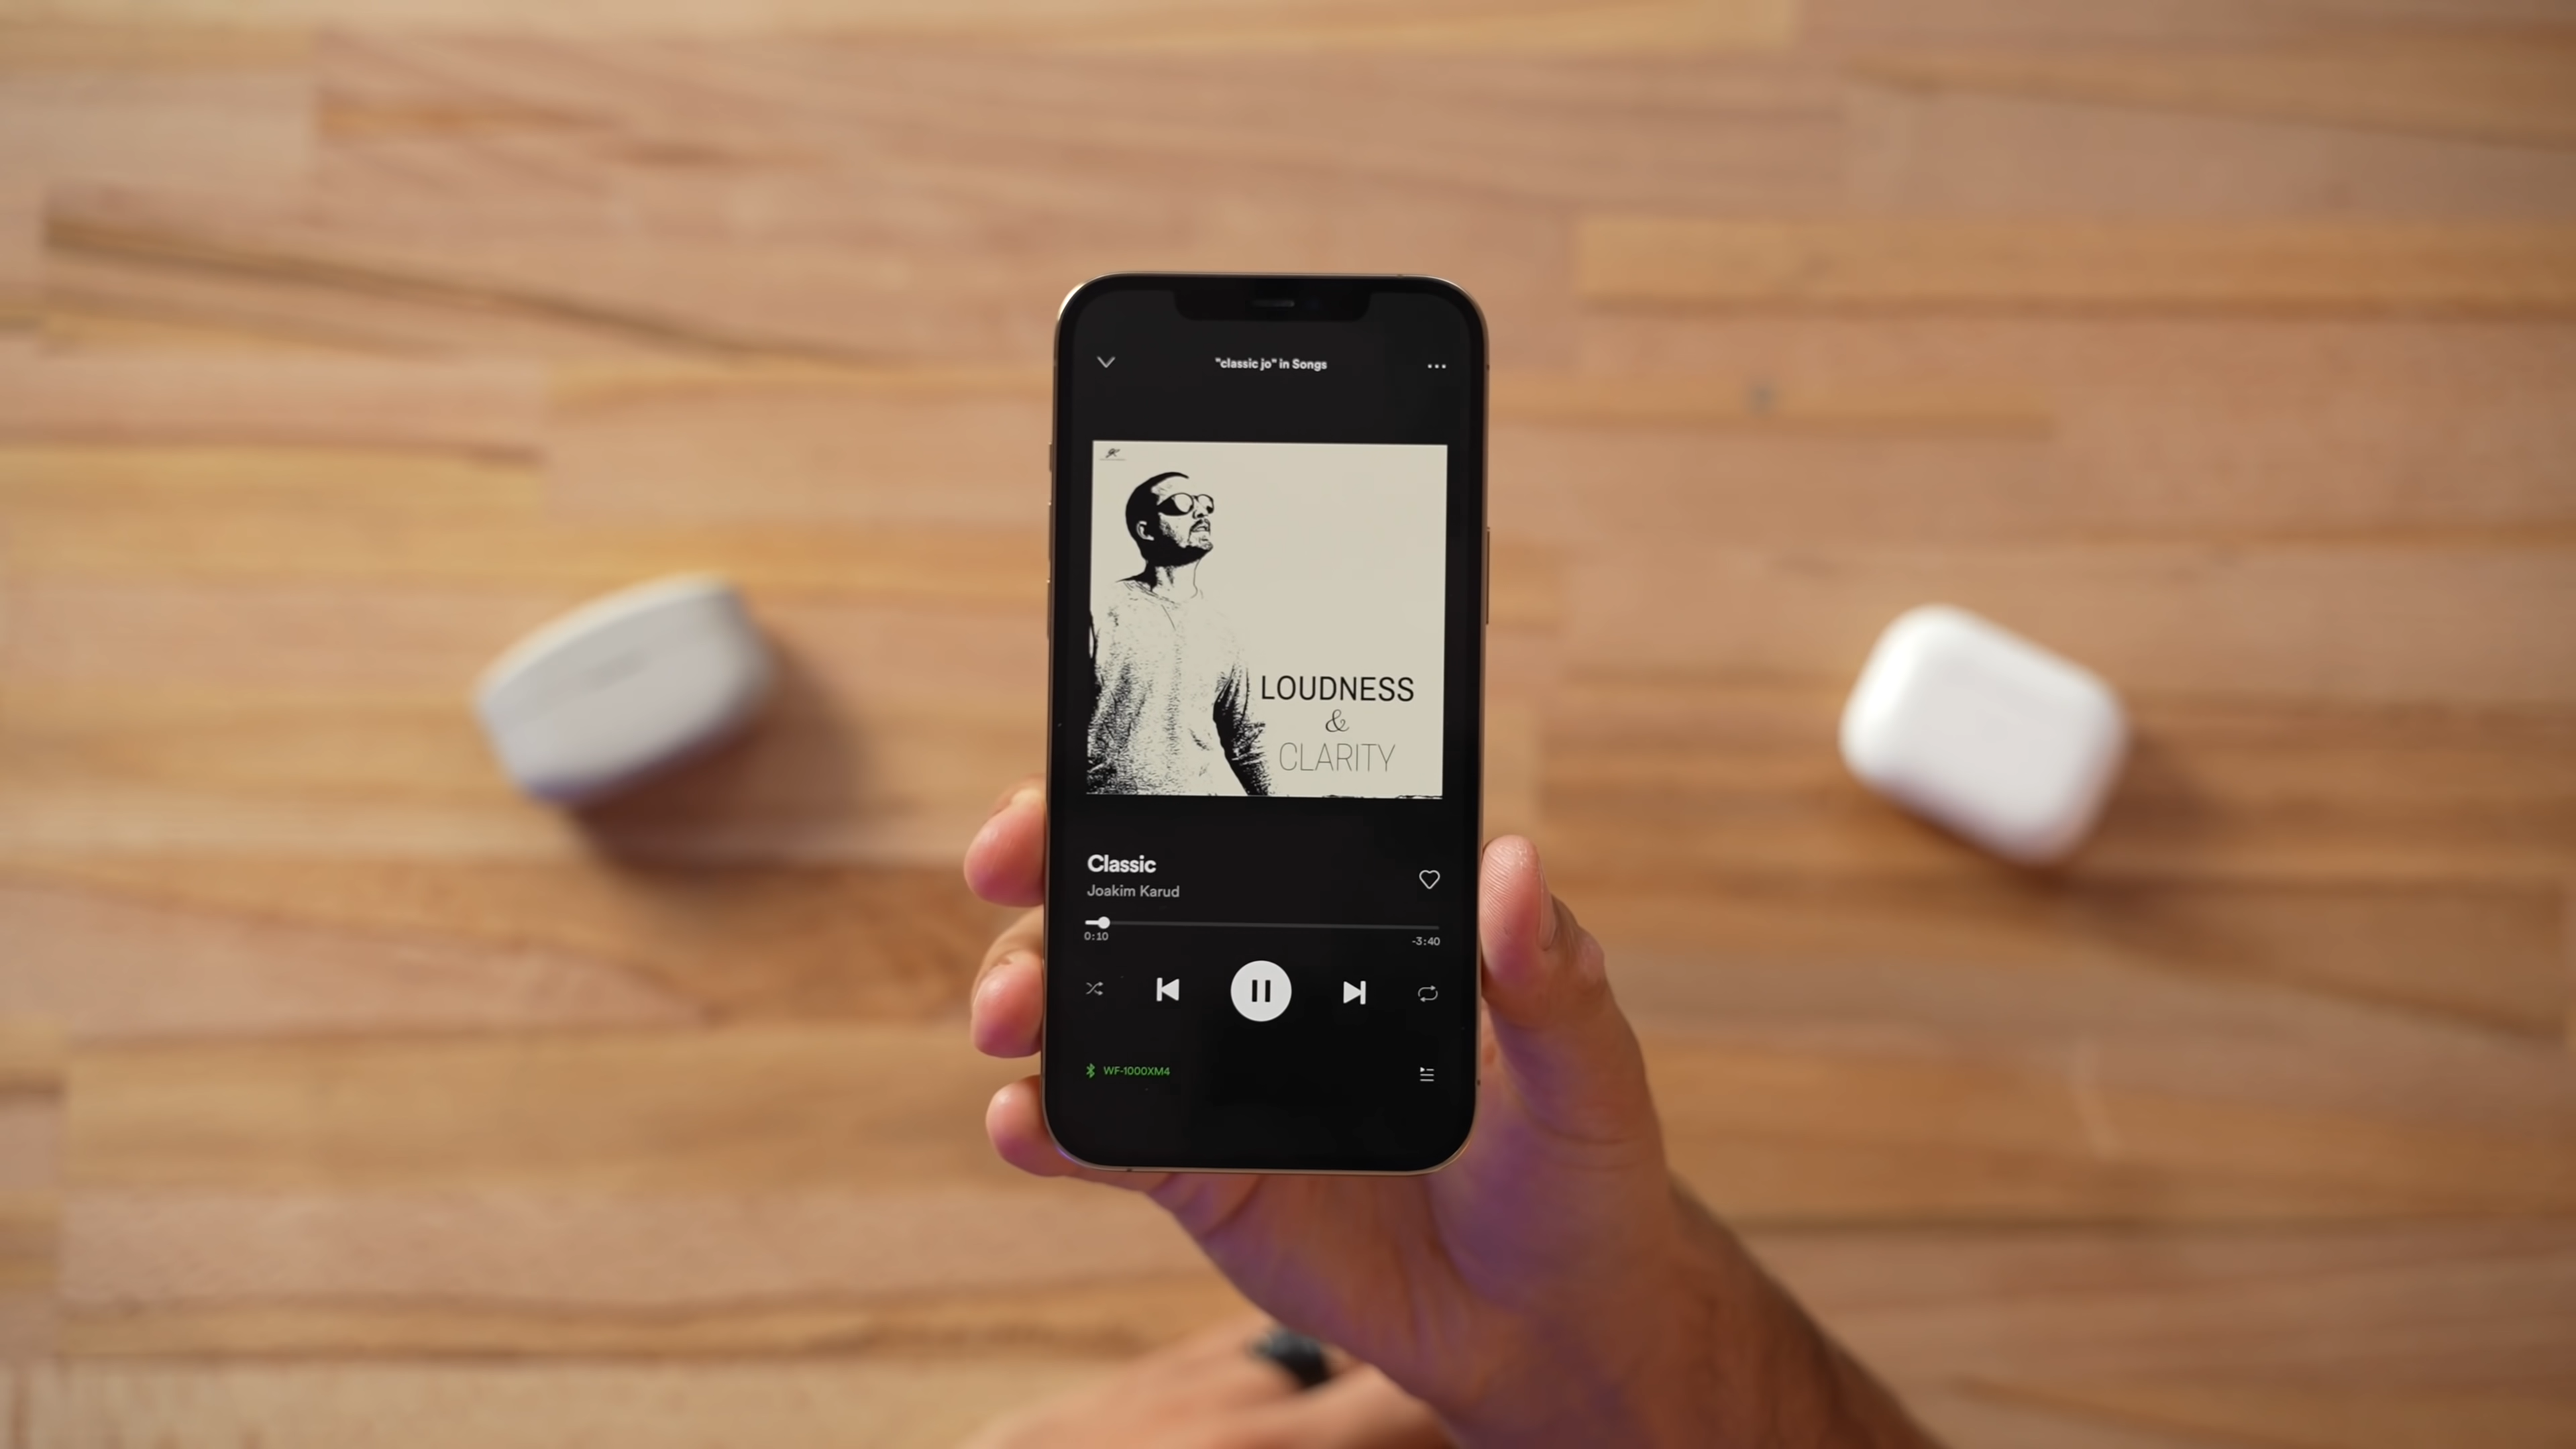 "classic jo" in Songs
LOUDNESS
&
CLARITY
Classic
Joakim Karud
0:10
-3:40
WF-1000XM4